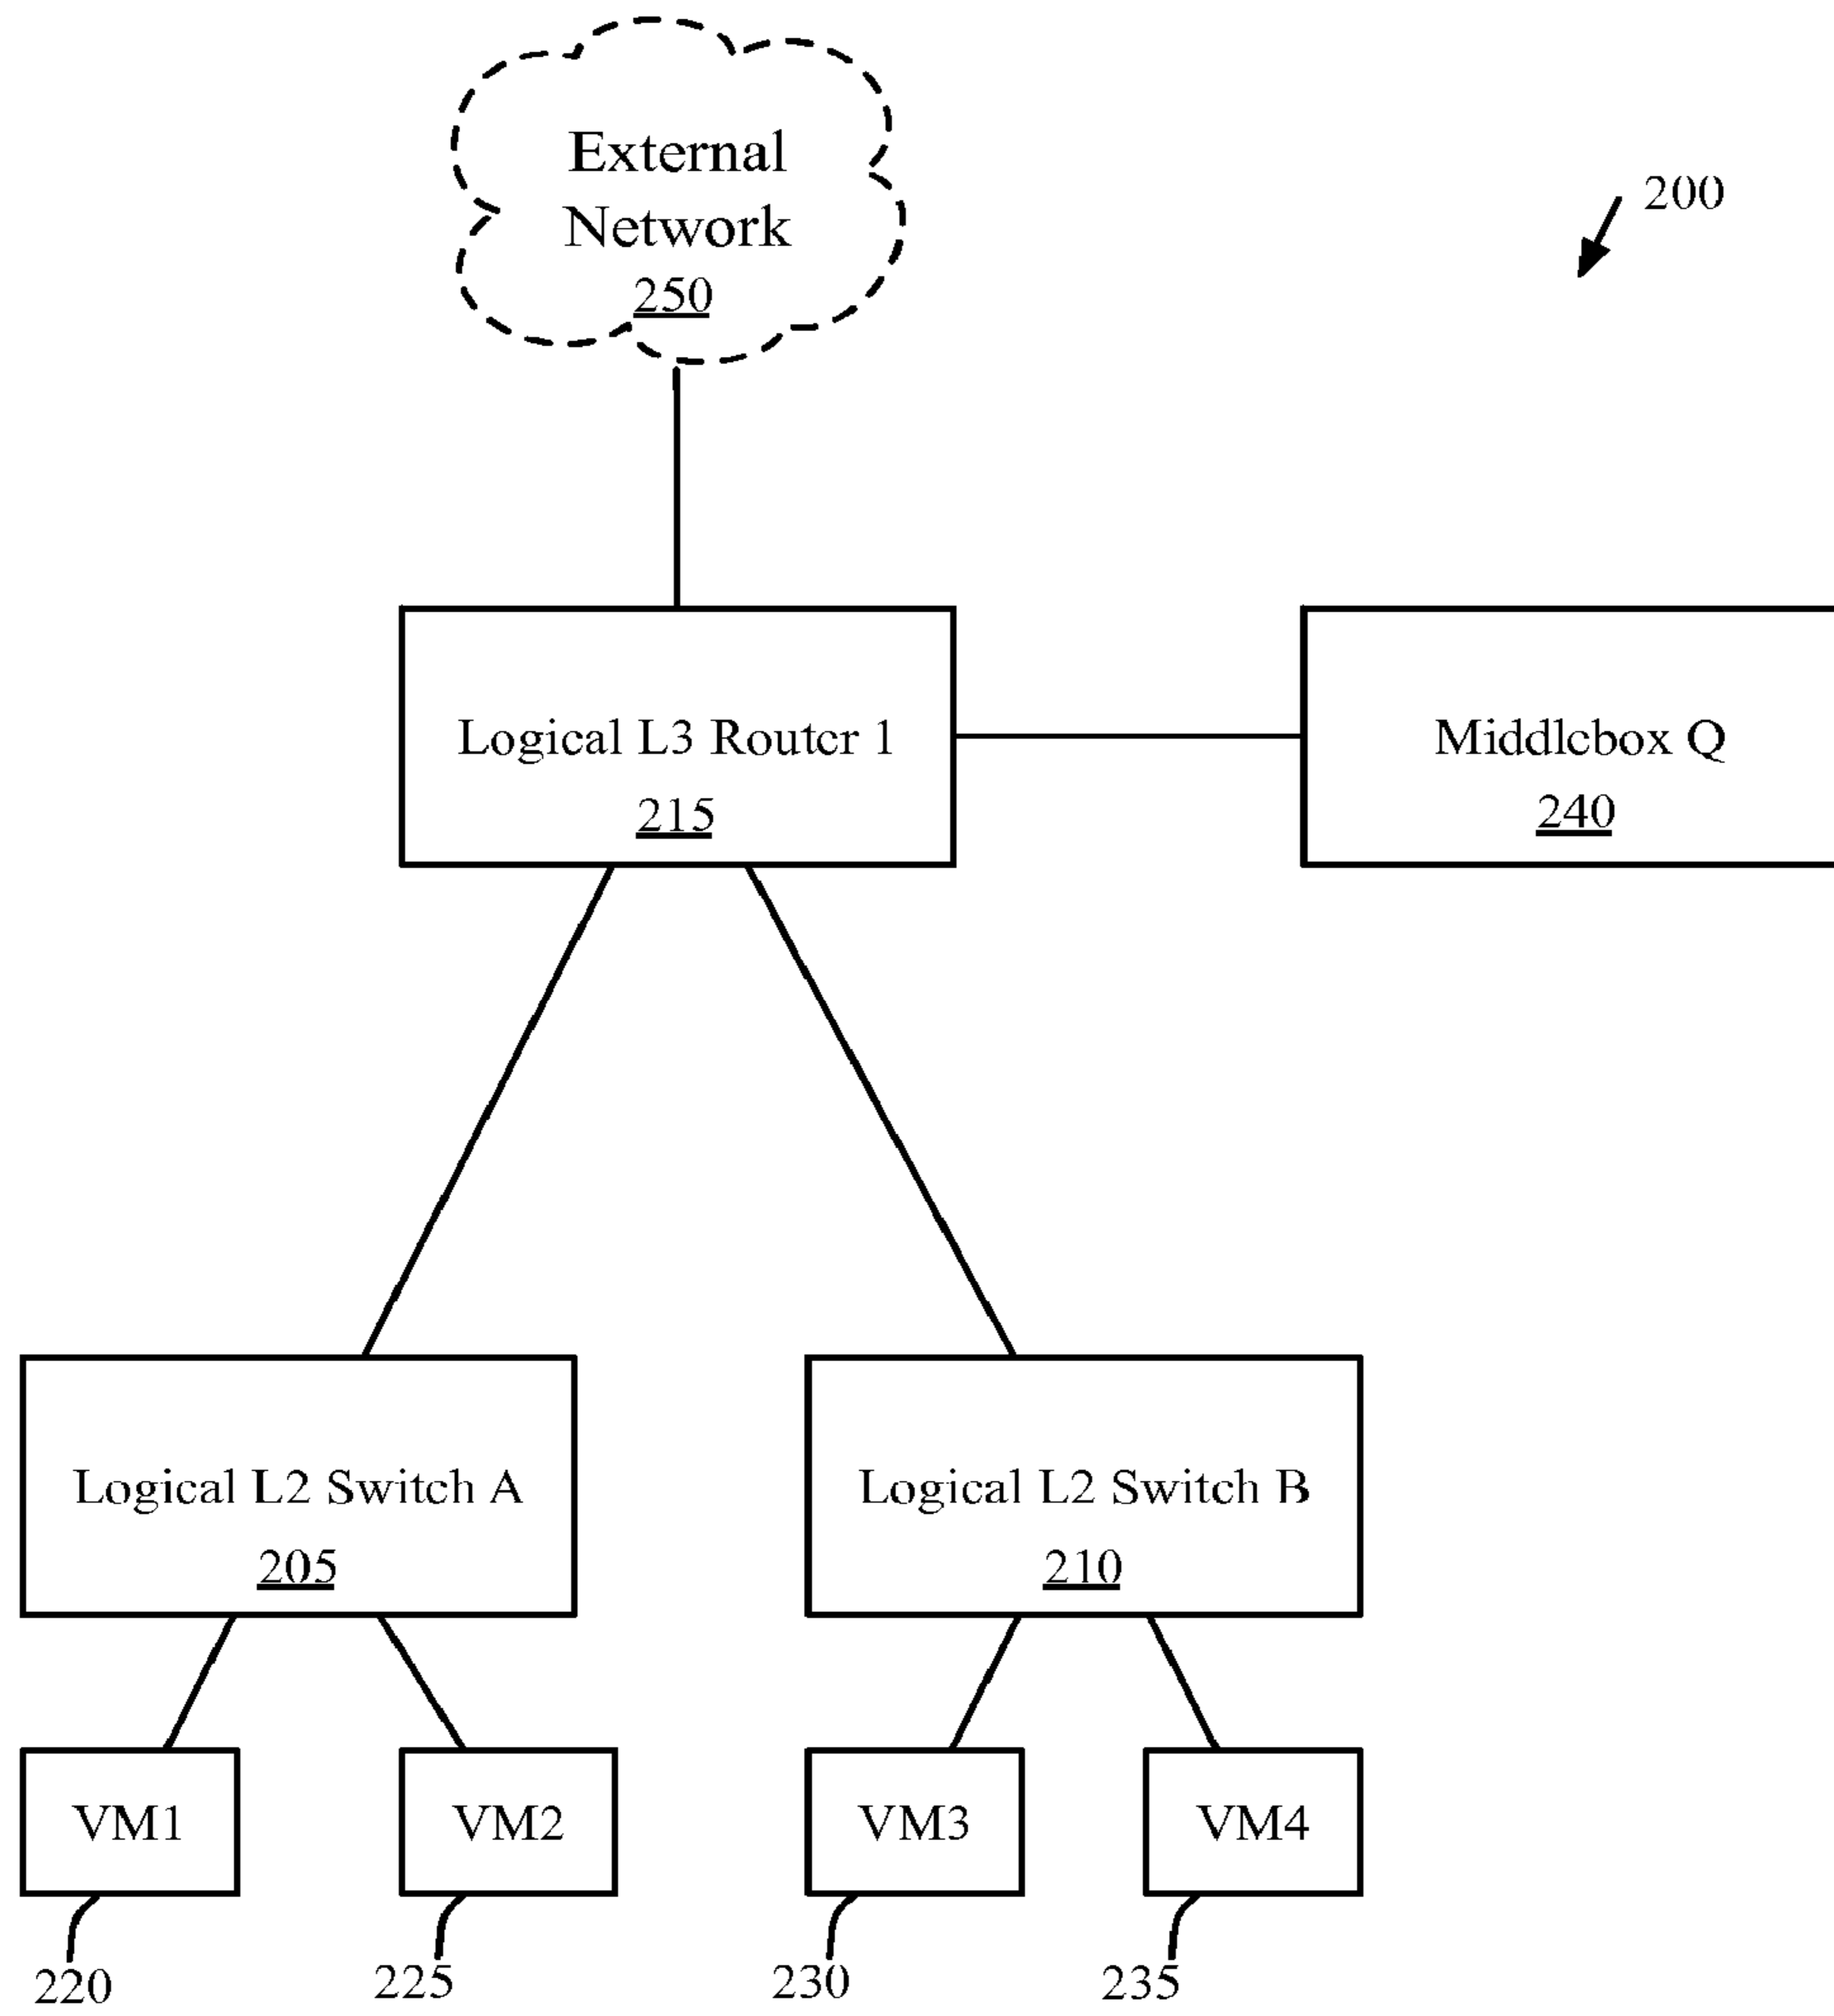 External
Network
250
200
Logical L3 Router 1
215
Middlebox Q
240
Logical L2 Switch A
205
Logical L2 Switch B
210
VM1
VM2
VM3
VM4
220
225
230
235